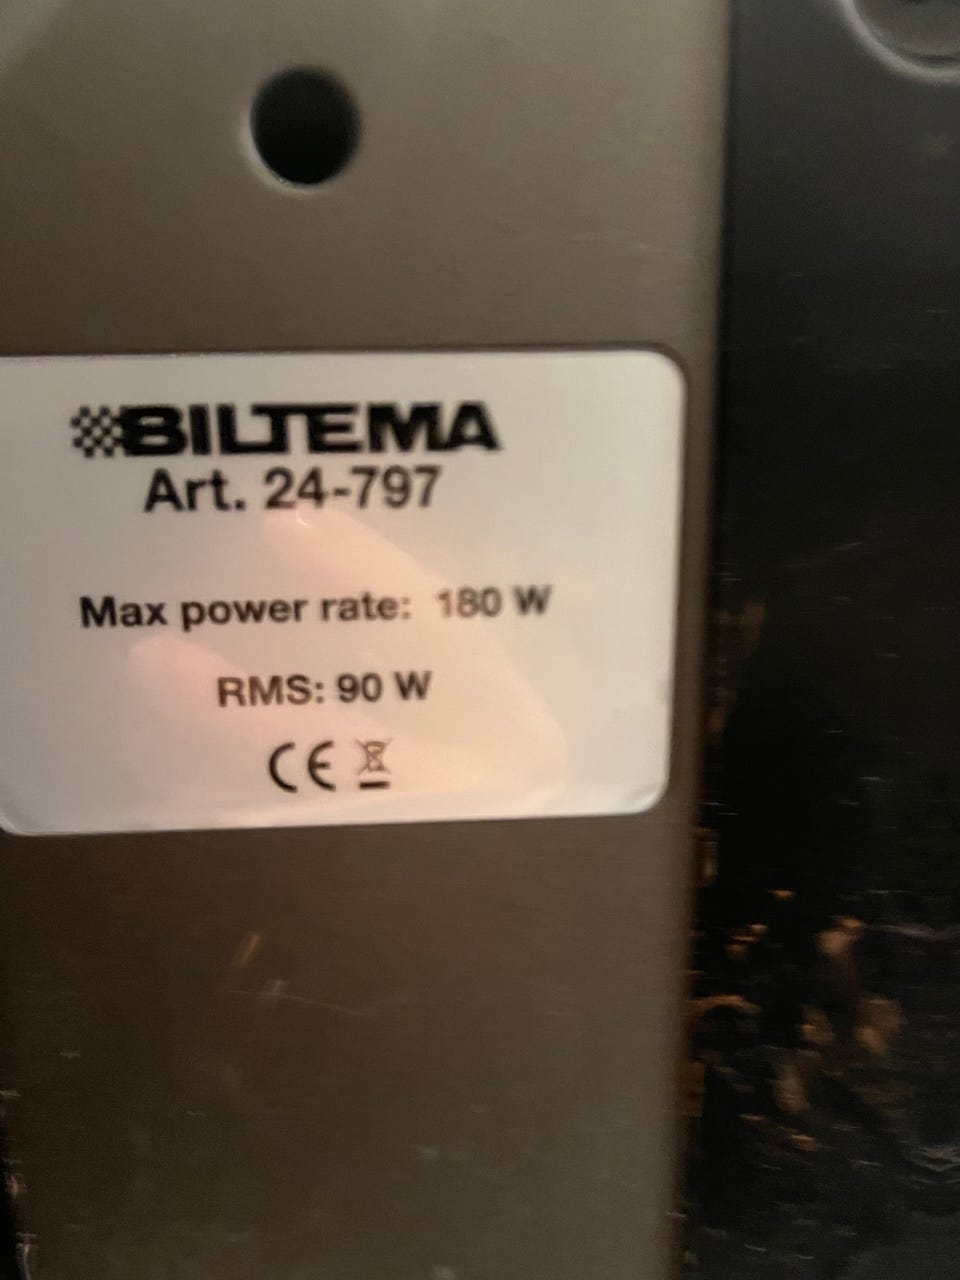 BILTEMA
Art. 24-797
Max power rate: 180 W
RMS: 90 W
CE